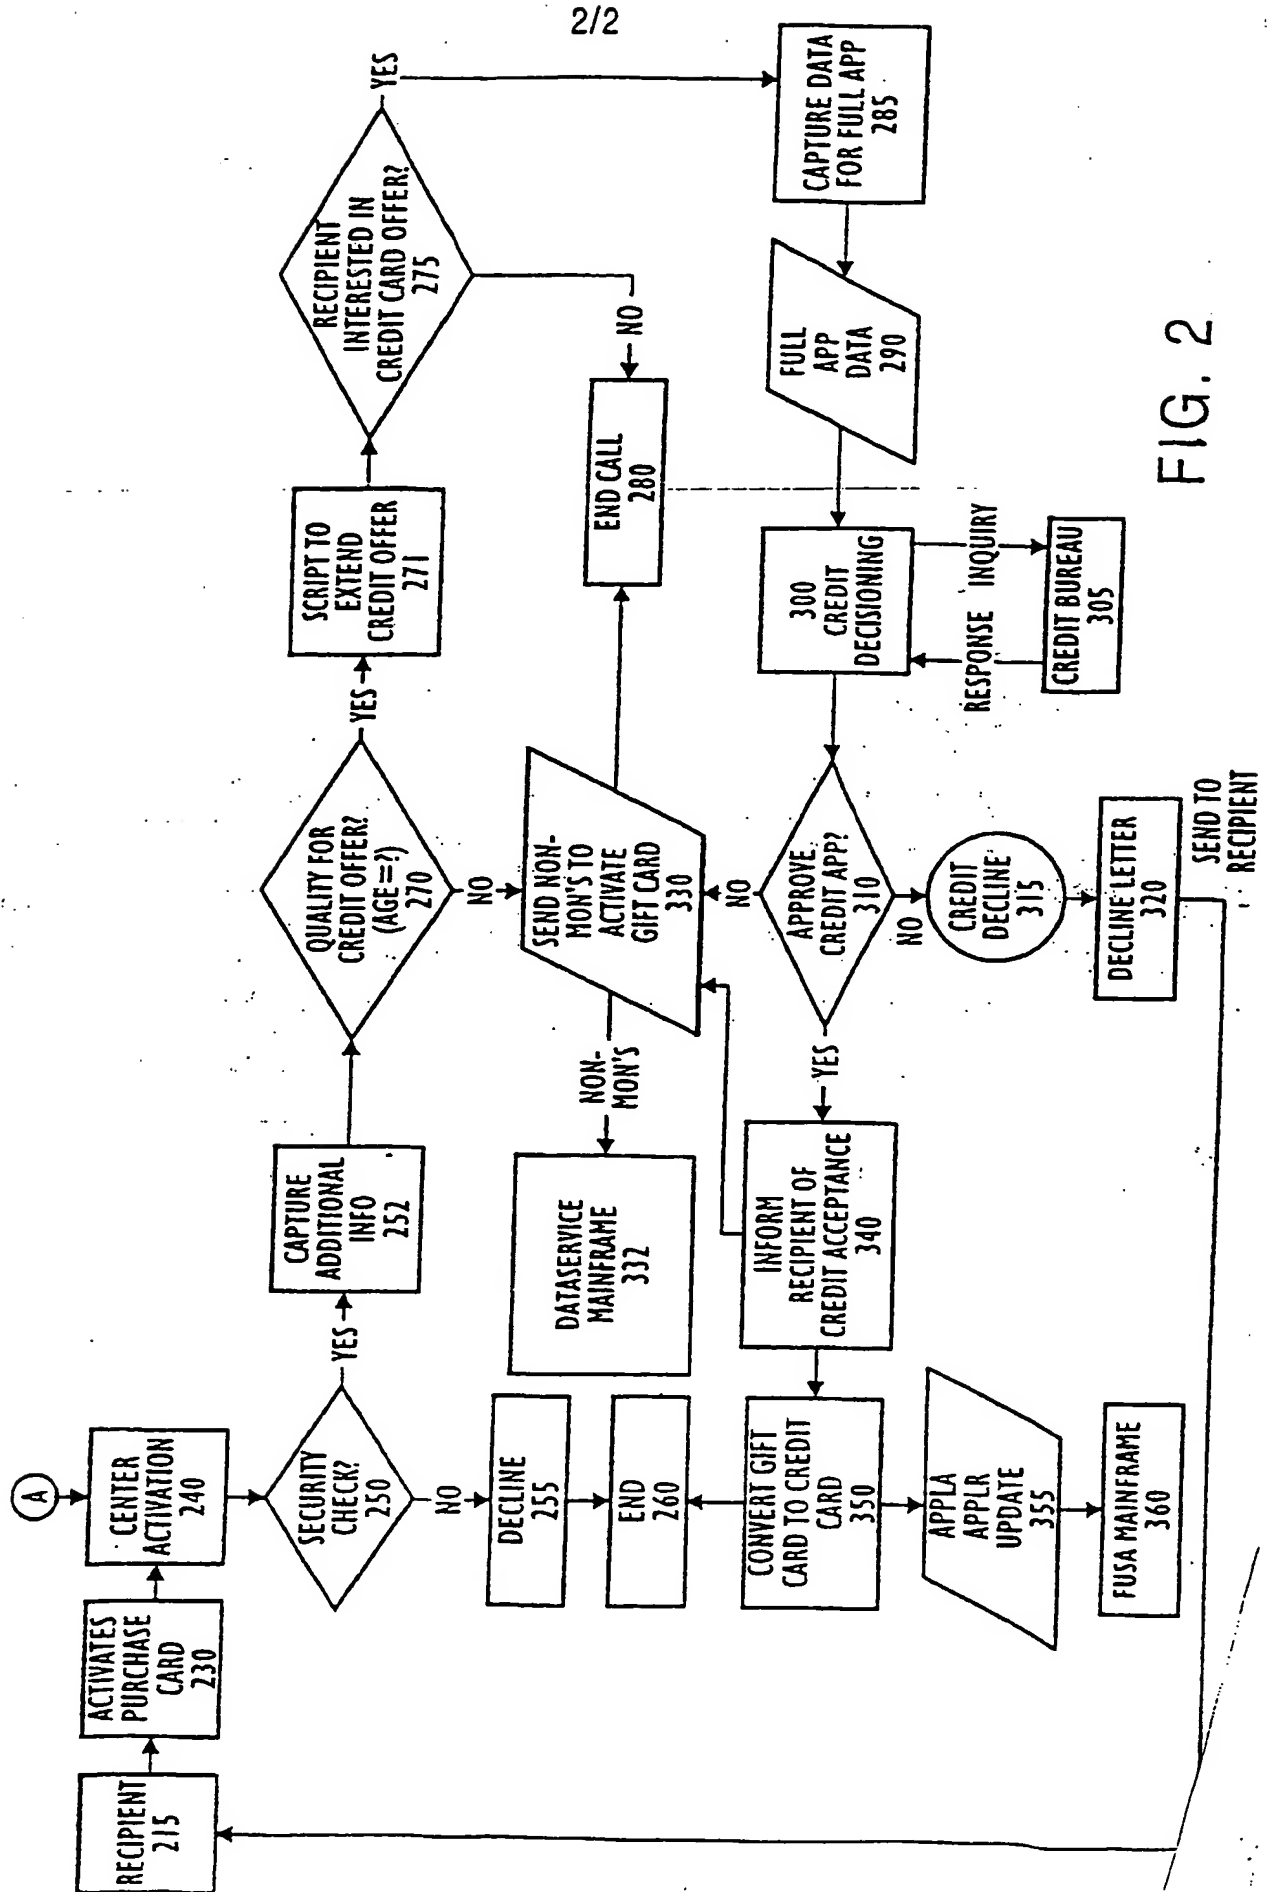 2/2
A
RECIPIENT
215
ACTIVATES
PURCHASE
CARD
230
CENTER
ACTIVATION
240
SECURITY
CHECK?
250
YES
NO
DECLINE
255
END
260
CAPTURE
ADDITIONAL
INFO
252
QUALITY FOR
CREDIT OFFER?
(AGE=?)
270
YES
NO
SCRIPT TO
EXTEND
CREDIT OFFER
271
RECIPIENT
INTERESTED IN
CREDIT CARD OFFER?
275
YES
NO
END CALL
280
CAPTURE DATA
FOR FULL APP
285
FULL
APP
DATA
290
300
CREDIT
DECISIONING
INQUIRY
RESPONSE
CREDIT BUREAU
305
APPROVE
CREDIT APP?
310
NO
NO
YES
CREDIT
DECLINE
315
DECLINE LETTER
320
SEND TO
RECIPIENT
SEND NON-
MON'S TO
ACTIVATE
GIFT CARD
330
NON-
MON'S
DATASERVICE
MAINFRAME
332
INFORM
RECIPIENT OF
CREDIT ACCEPTANCE
340
CONVERT GIFT
CARD TO CREDIT
CARD
350
APPLA
APPLR
UPDATE
355
FUSA MAINFRAME
360
FIG. 2